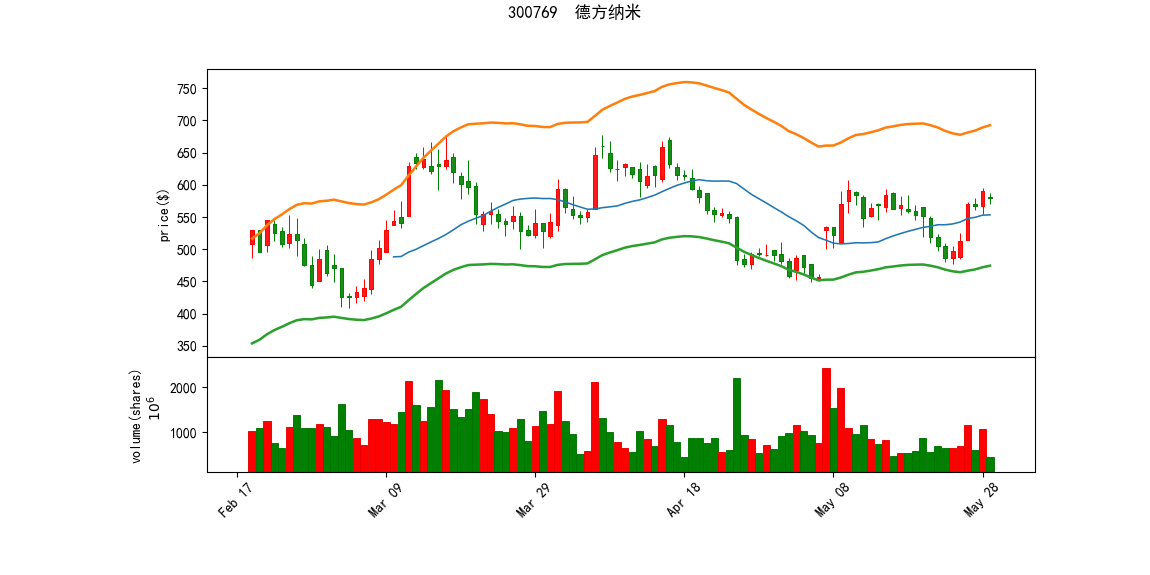 300769  德方纳米
price($)
750
700
650
600
550
500
450
400
350
volume(shares)
10^6
2000
1000
Feb 17
Mar 09
Mar 29
Apr 18
May 08
May 28